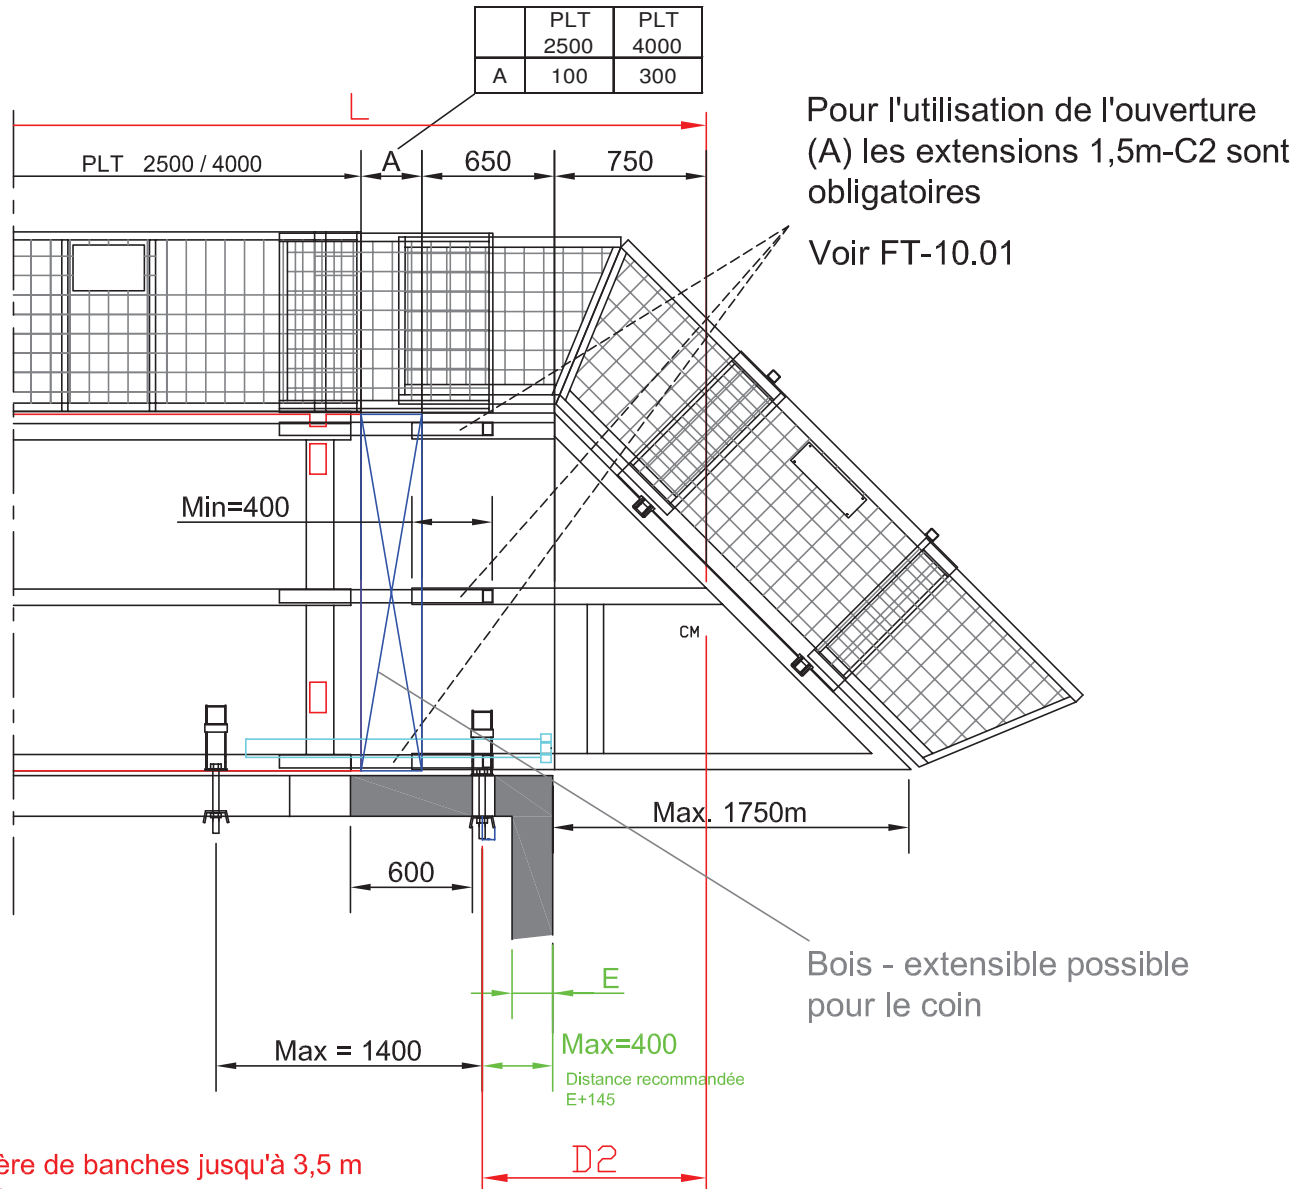 PLT PLT
2500 4000
A 100 300
L
PLT 2500 / 4000
A
650
750
Pour l'utilisation de l'ouverture
(A) les extensions 1,5m-C2 sont
obligatoires
Voir FT-10.01
Min=400
CM
Max. 1750m
600
Bois - extensible possible
pour le coin
E
Max = 1400
Max=400
Distance recommandée
E+145
D2
ère de banches jusqu'à 3,5 m